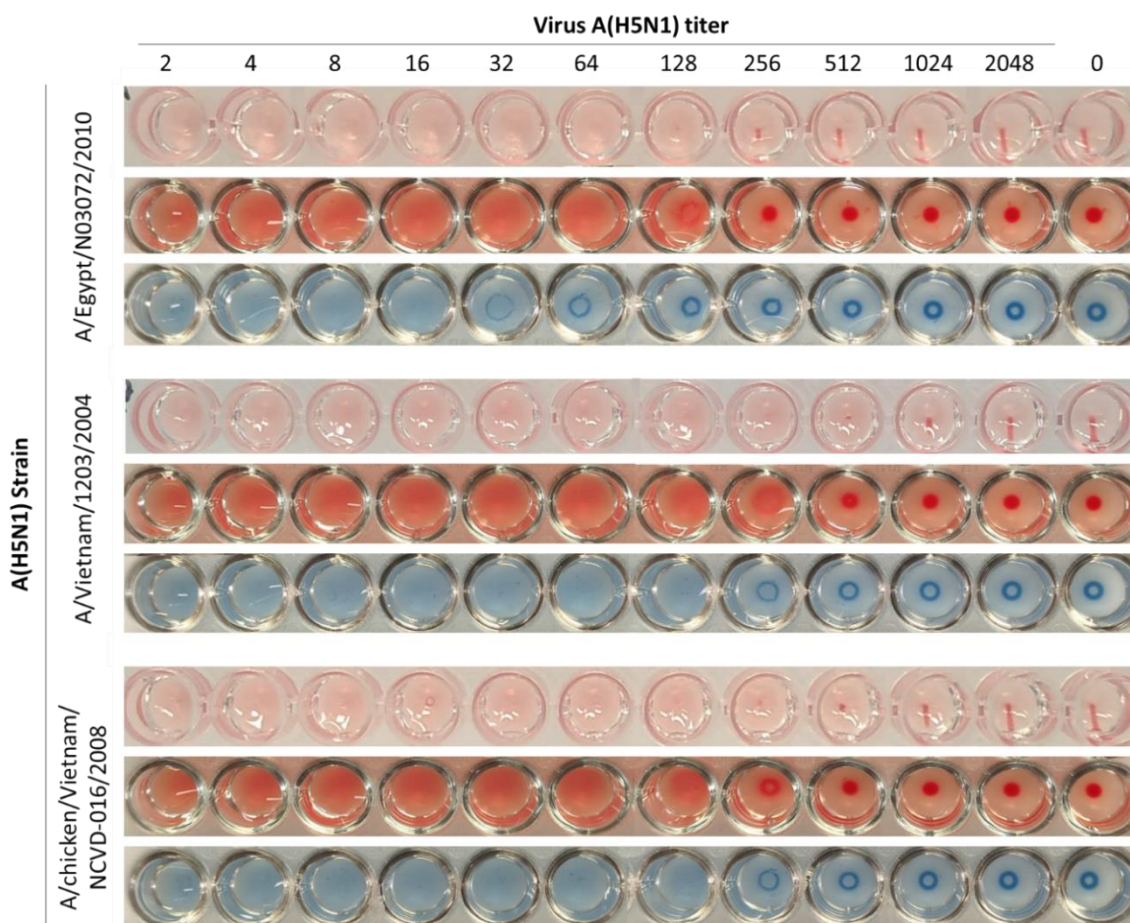 Virus A(H5N1) titer
2 4 8 16 32 64 128 256 512 1024 2048 0
A(H5N1) Strain
A/Egypt/N03072/2010
A/Vietnam/1203/2004
A/chicken/Vietnam/
NCVD-016/2008